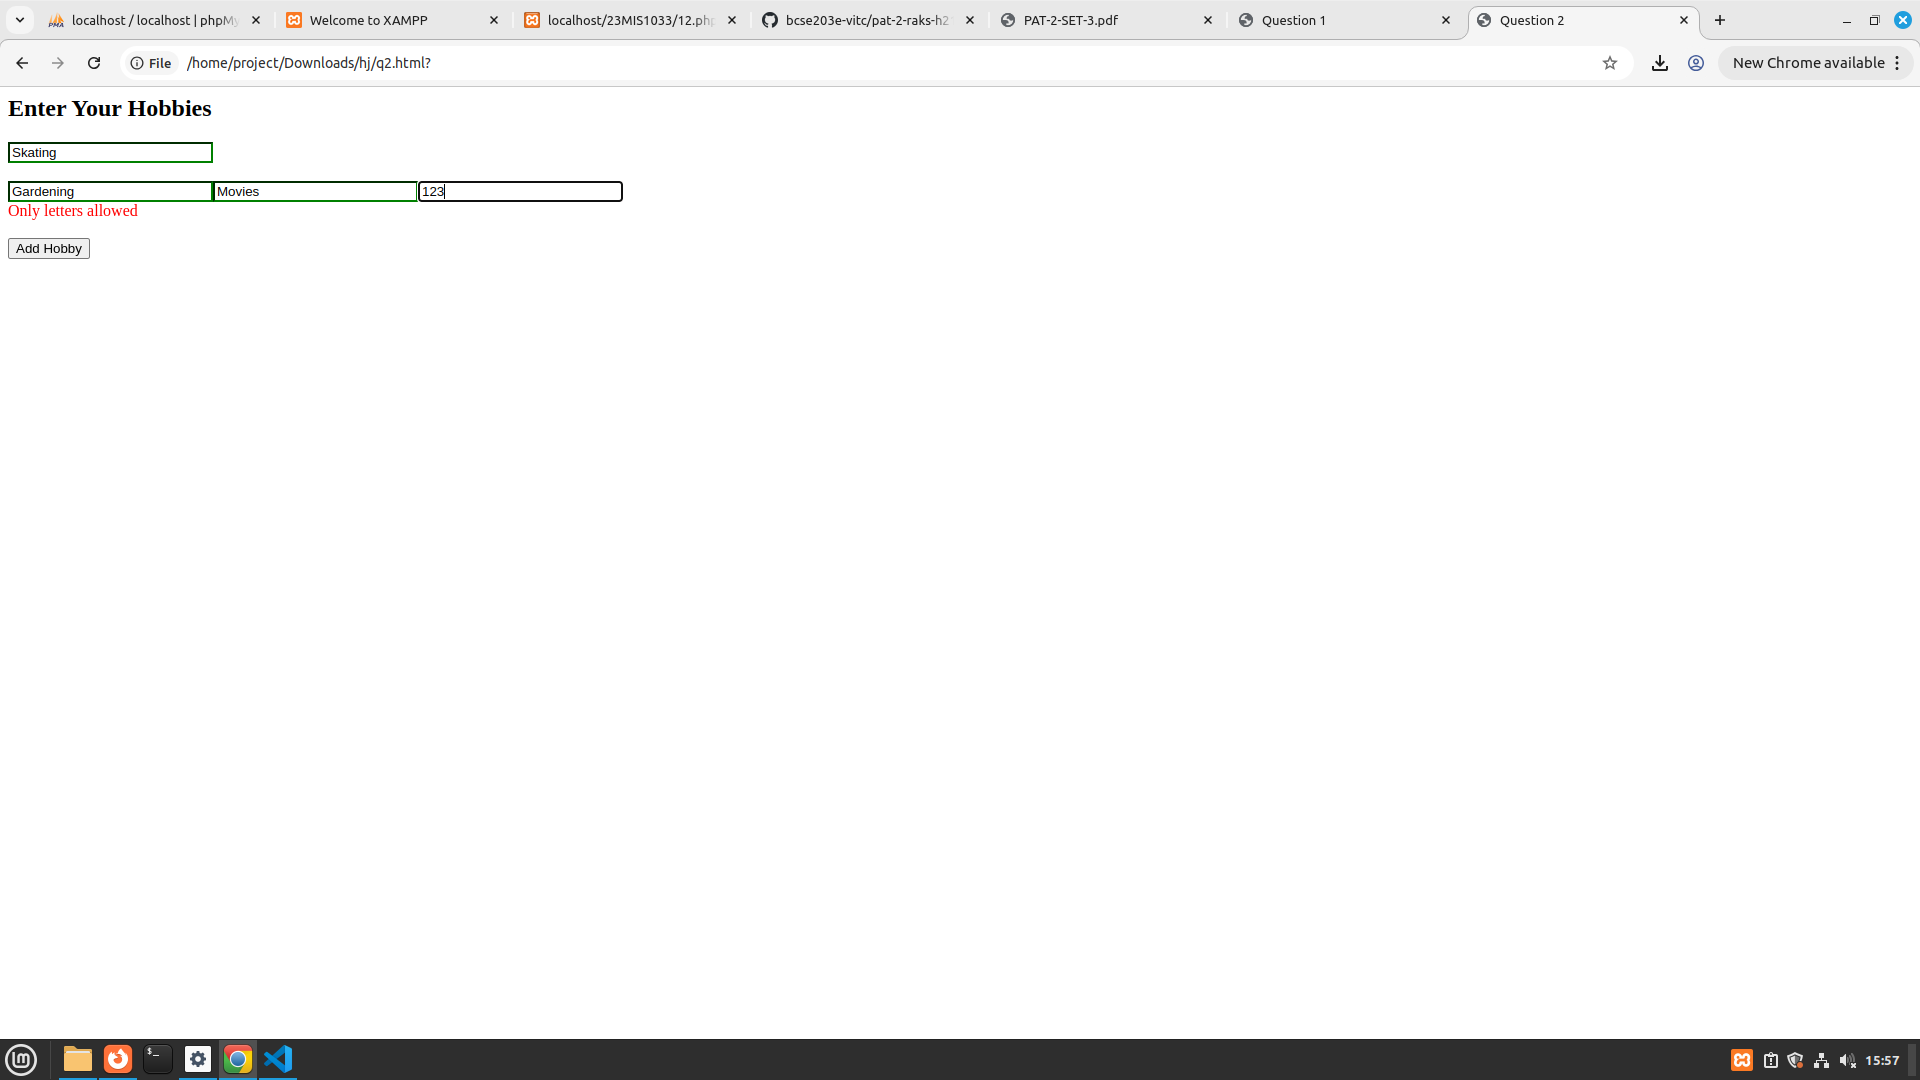 localhost / localhost | phpMy
Welcome to XAMPP
localhost/23MIS1033/12.php
bcse203e-vitc/pat-2-raks-h2
PAT-2-SET-3.pdf
Question 1
Question 2
File
/home/project/Downloads/hj/q2.html?
New Chrome available
Enter Your Hobbies
Skating
Gardening Movies 123
Only letters allowed
Add Hobby
15:57